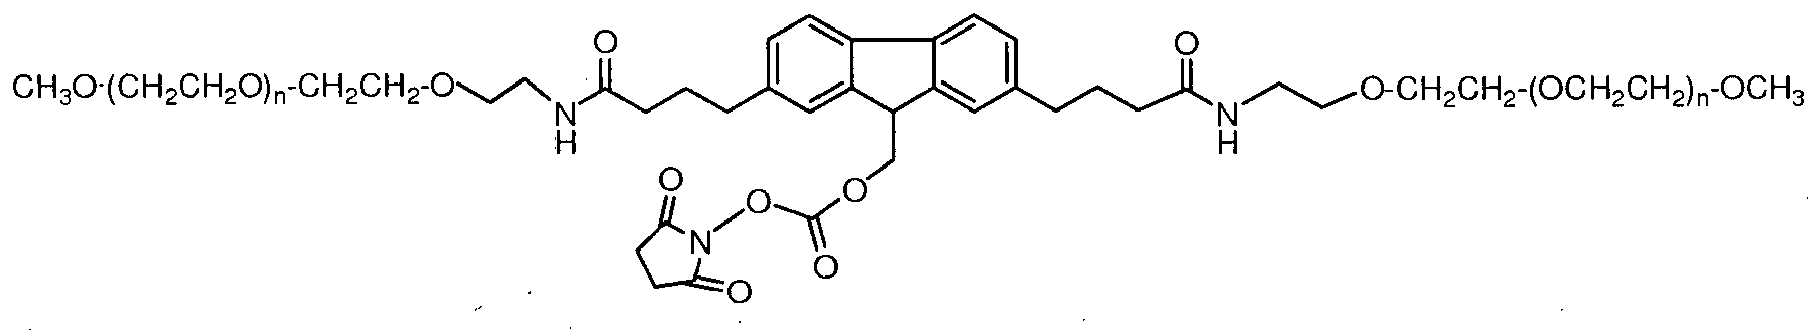 O O
CH3O-(CH2CH2O)n-CH2CH2-O N H O-CH2CH2-(OCH2CH2)n-OCH3
N H
O O O
N O
O